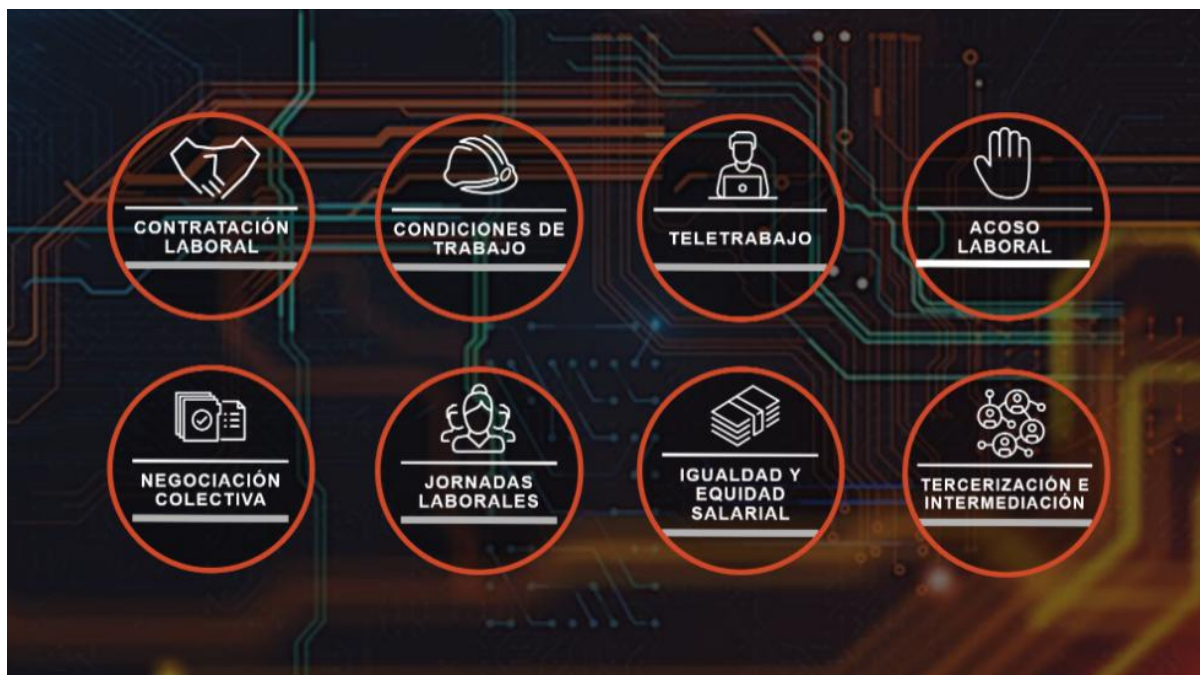 CONTRATACIÓN
LABORAL
CONDICIONES DE
TRABAJO
TELETRABAJO
ACOSO
LABORAL
NEGOCIACIÓN
COLECTIVA
JORNADAS
LABORALES
IGUALDAD Y
EQUIDAD
SALARIAL
TERCERIZACIÓN E
INTERMEDIACIÓN